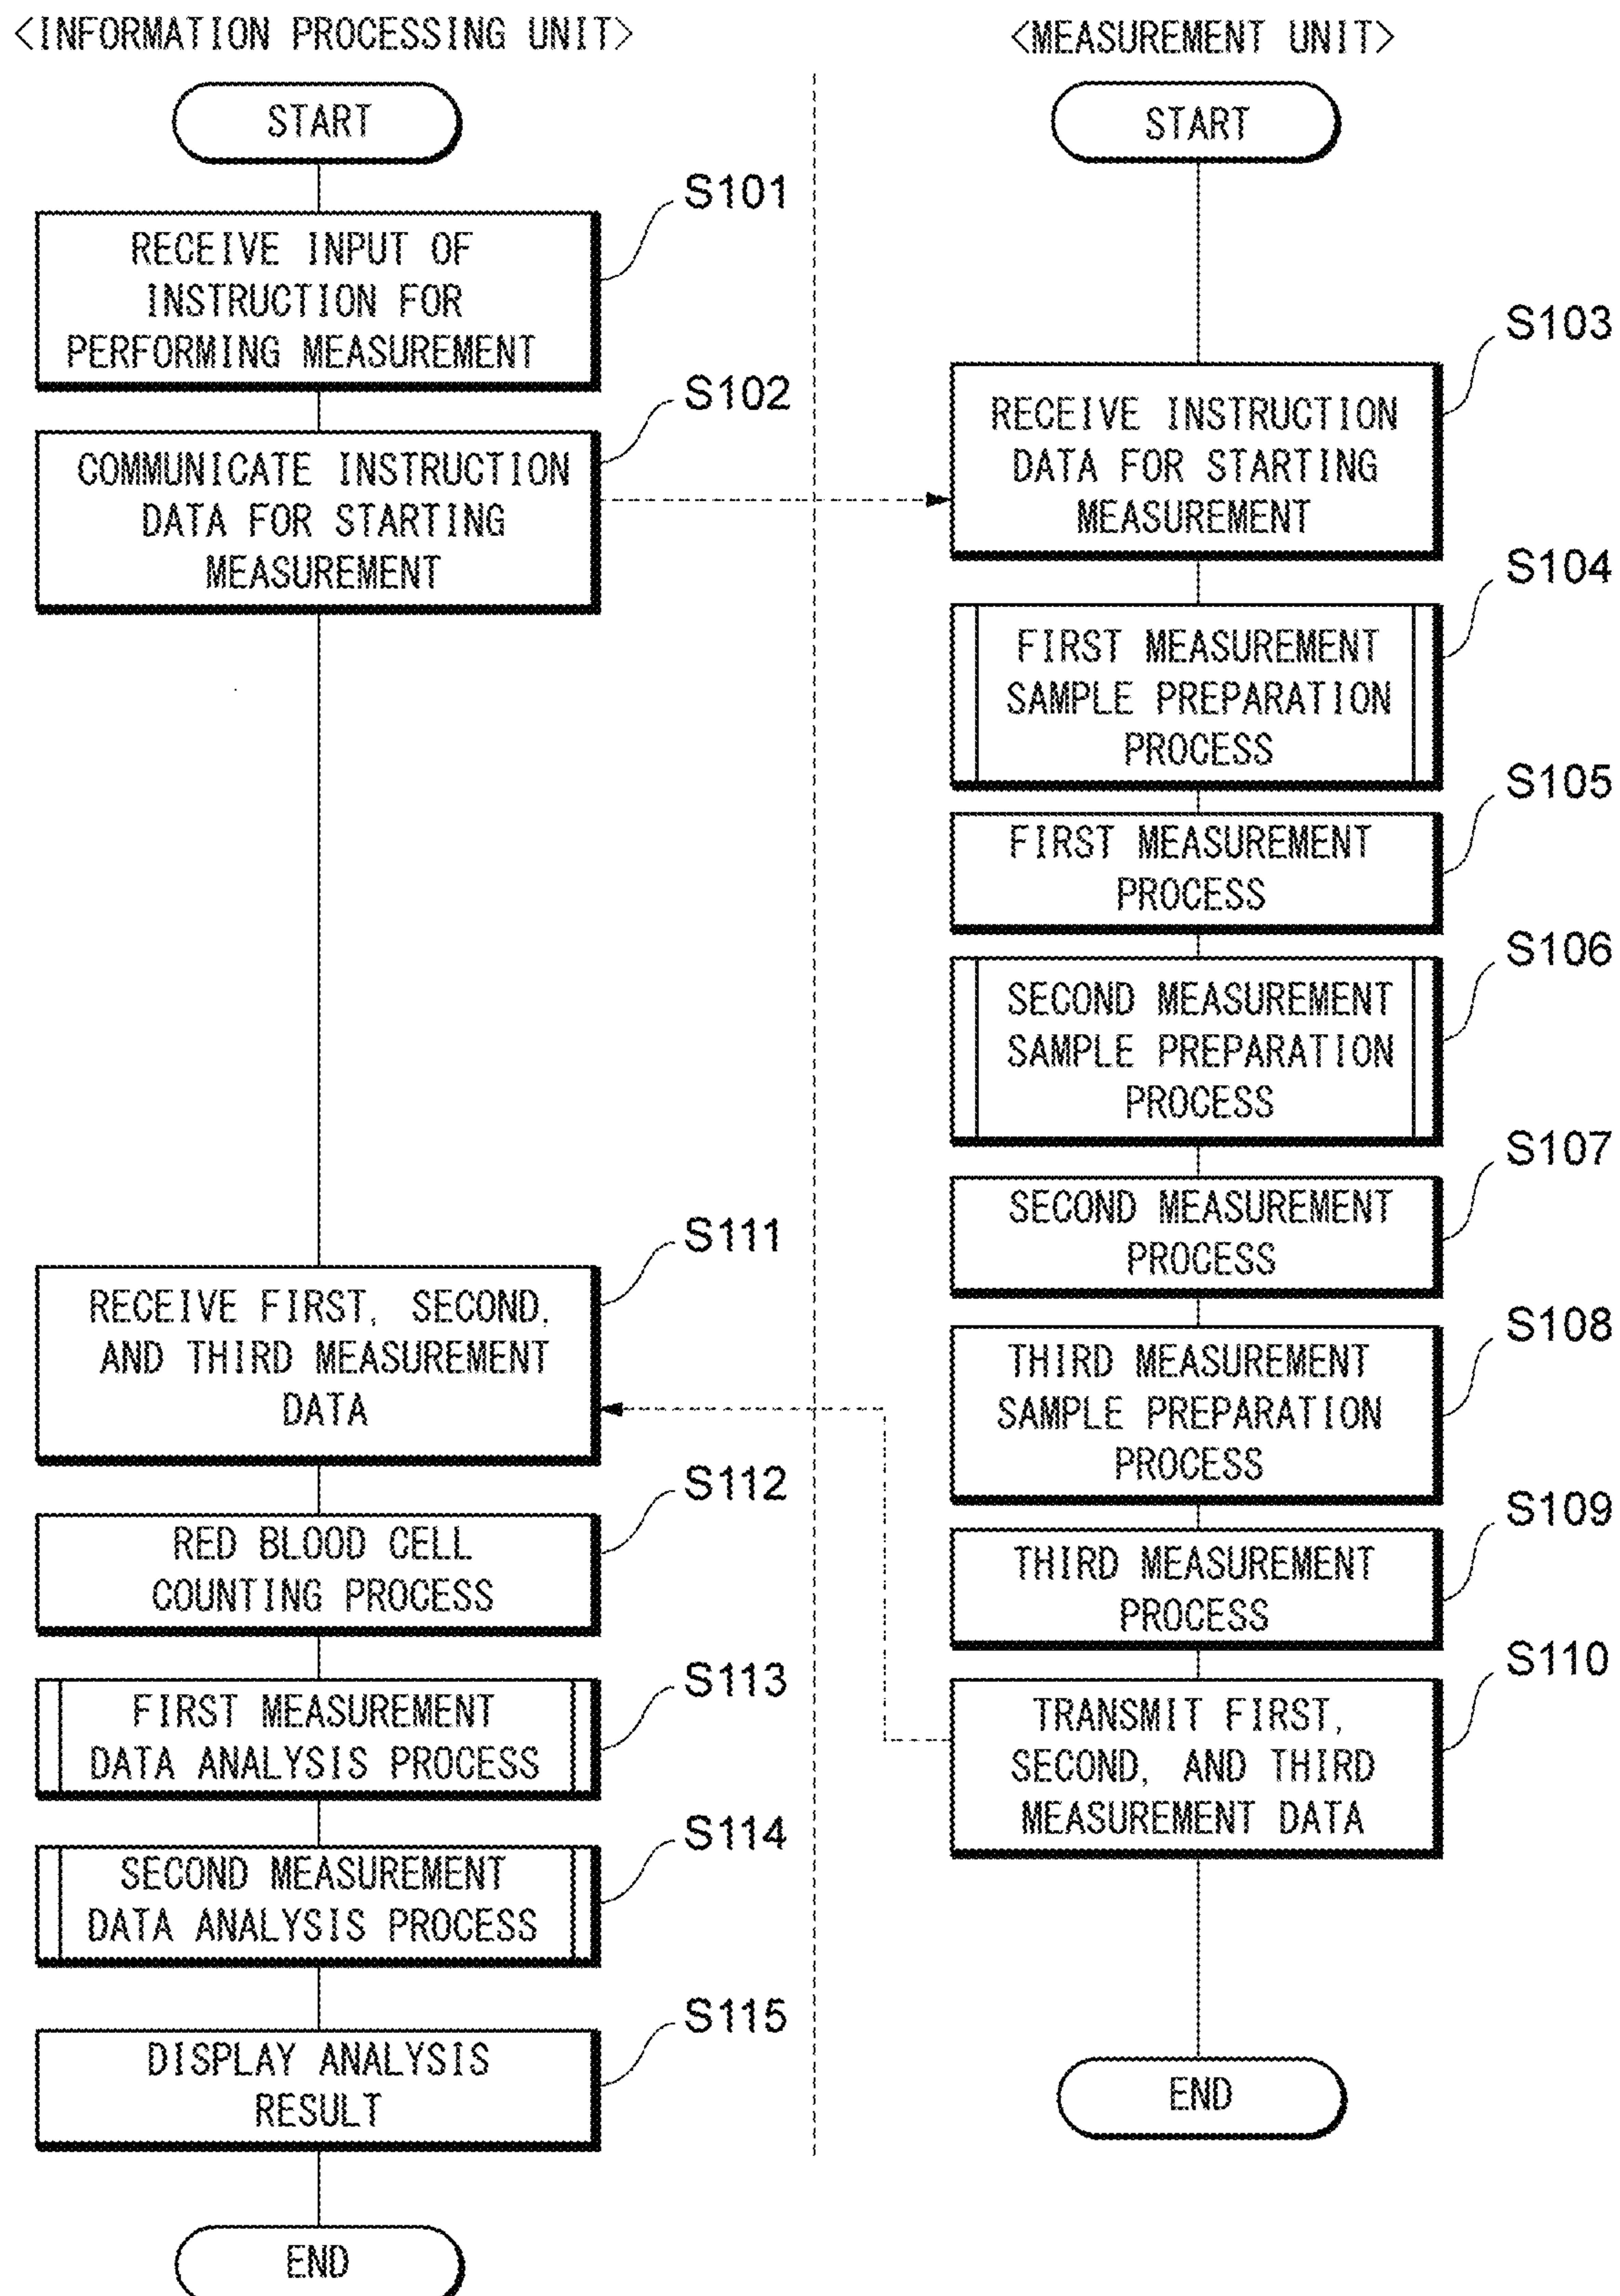 <INFORMATION PROCESSING UNIT>
START
S101
RECEIVE INPUT OF
INSTRUCTION FOR
PERFORMING MEASUREMENT
S102
COMMUNICATE INSTRUCTION
DATA FOR STARTING
MEASUREMENT
S111
RECEIVE FIRST, SECOND,
AND THIRD MEASUREMENT
DATA
S112
RED BLOOD CELL
COUNTING PROCESS
S113
FIRST MEASUREMENT
DATA ANALYSIS PROCESS
S114
SECOND MEASUREMENT
DATA ANALYSIS PROCESS
S115
DISPLAY ANALYSIS
RESULT
END
<MEASUREMENT UNIT>
START
S103
RECEIVE INSTRUCTION
DATA FOR STARTING
MEASUREMENT
S104
FIRST MEASUREMENT
SAMPLE PREPARATION
PROCESS
S105
FIRST MEASUREMENT
PROCESS
S106
SECOND MEASUREMENT
SAMPLE PREPARATION
PROCESS
S107
SECOND MEASUREMENT
PROCESS
S108
THIRD MEASUREMENT
SAMPLE PREPARATION
PROCESS
S109
THIRD MEASUREMENT
PROCESS
S110
TRANSMIT FIRST,
SECOND, AND THIRD
MEASUREMENT DATA
END